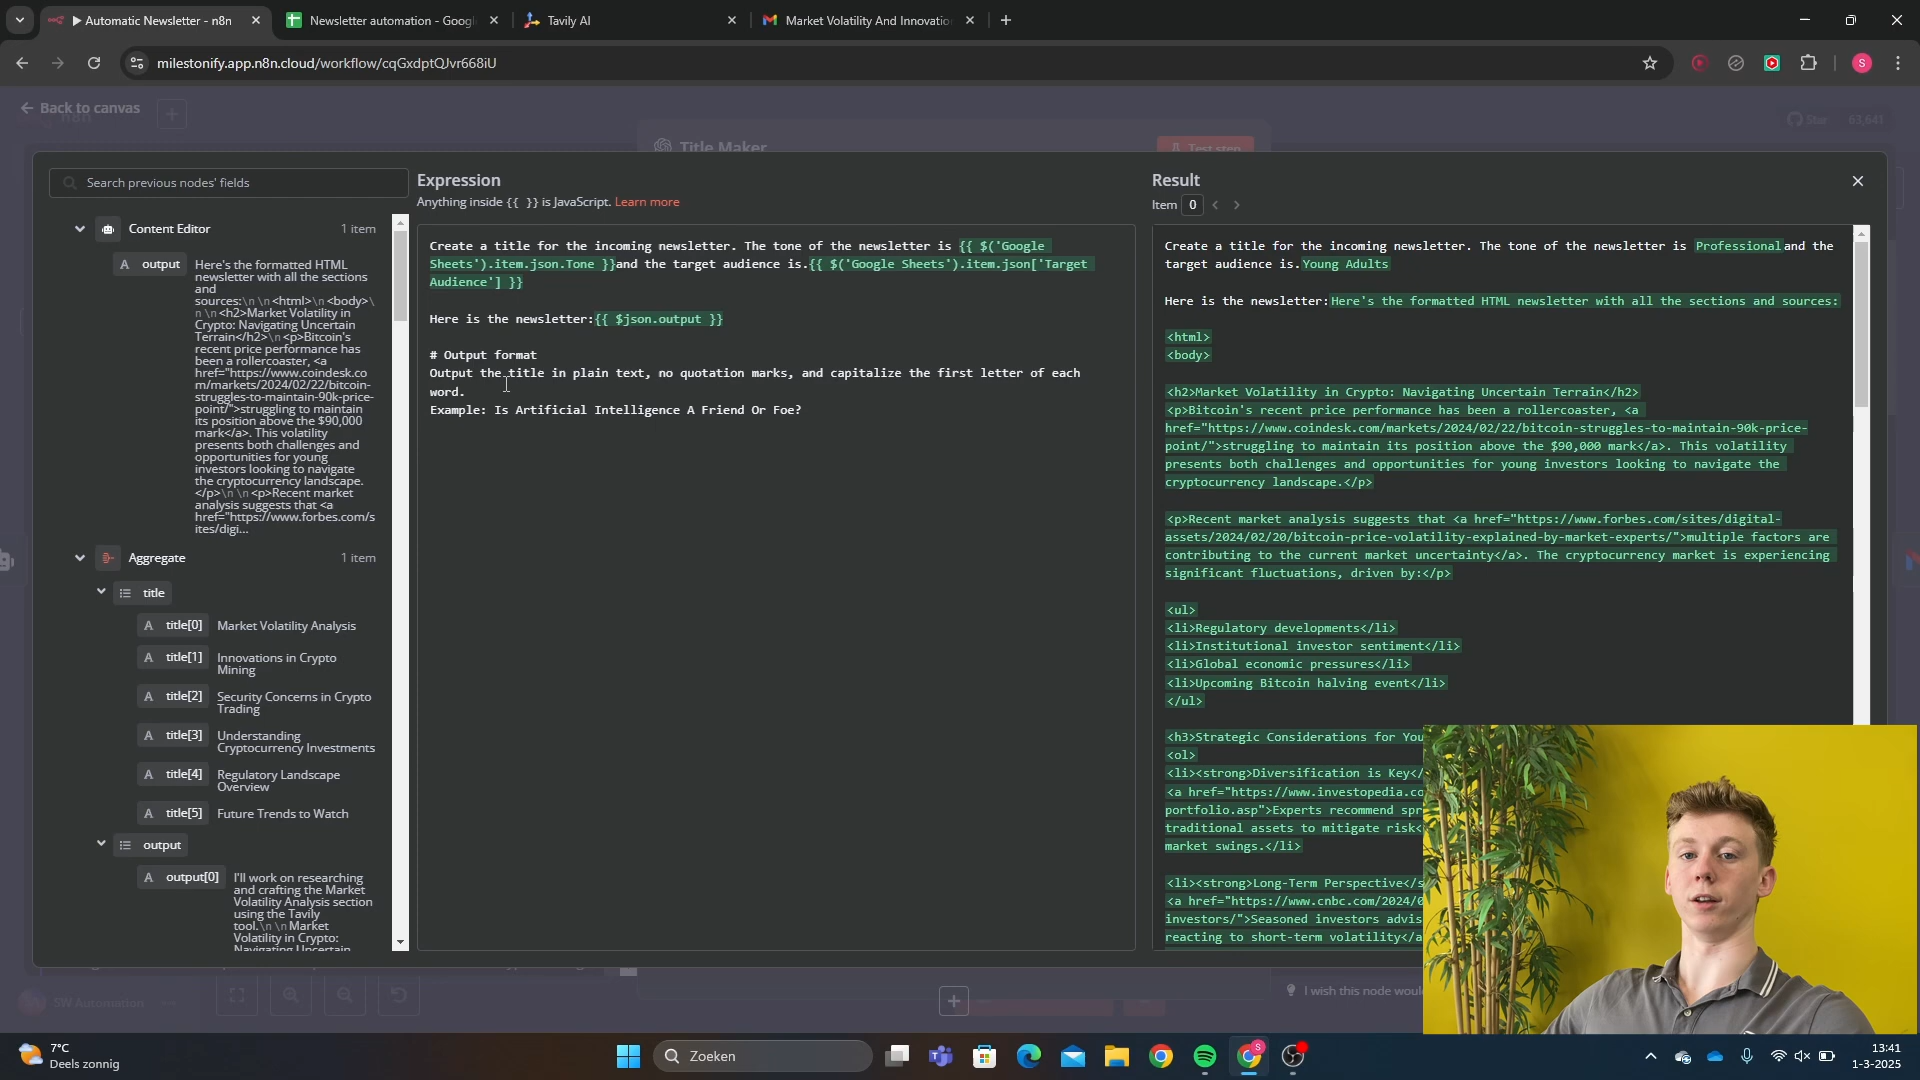 Automatic Newsletter - n8n
Newsletter automation - Googl
Tavily AI
Market Volatility And Innovatio
milestonify.app.n8n.cloud/workflow/cqGxdptQJvr668iU
S
Back to canvas
Star 63,641
Title Maker
Test step
Search previous nodes' fields
Content Editor
1 item
A output
Here's the formatted HTML
newsletter with all the sections
and
sources:\n\n<html>\n<body>\
n\n<h2>Market Volatility in
Crypto: Navigating Uncertain
Terrain</h2>\n<p>Bitcoin's
recent price performance has
been a rollercoaster, <a
href="https://www.coindesk.co
m/markets/2024/02/22/bitcoin-
struggles-to-maintain-90k-price-
point/">struggling to maintain
its position above the $90,000
mark</a>. This volatility
presents both challenges and
opportunities for young
investors looking to navigate
the cryptocurrency landscape.
</p>\n\n<p>Recent market
analysis suggests that <a
href="https://www.forbes.com/s
ites/digi...
Aggregate
1 item
title
A title[0] Market Volatility Analysis
A title[1] Innovations in Crypto
Mining
A title[2] Security Concerns in Crypto
Trading
A title[3] Understanding
Cryptocurrency Investments
A title[4] Regulatory Landscape
Overview
A title[5] Future Trends to Watch
output
A output[0] I'll work on researching
and crafting the Market
Volatility Analysis section
using the Tavily
tool.\n\nMarket
Volatility in Crypto:
Navigating Uncertain
Expression
Anything inside {{ }} is JavaScript. Learn more
Create a title for the incoming newsletter. The tone of the newsletter is {{ $('Google
Sheets').item.json.Tone }}and the target audience is.{{ $('Google Sheets').item.json['Target
Audience'] }}
Here is the newsletter:{{ $json.output }}
# Output format
Output the title in plain text, no quotation marks, and capitalize the first letter of each
word.
Example: Is Artificial Intelligence A Friend Or Foe?
Result
Item 0
Create a title for the incoming newsletter. The tone of the newsletter is Professionaland the
target audience is.Young Adults
Here is the newsletter:Here's the formatted HTML newsletter with all the sections and sources:
<html>
<body>
<h2>Market Volatility in Crypto: Navigating Uncertain Terrain</h2>
<p>Bitcoin's recent price performance has been a rollercoaster, <a
href="https://www.coindesk.com/markets/2024/02/22/bitcoin-struggles-to-maintain-90k-price-
point/">struggling to maintain its position above the $90,000 mark</a>. This volatility
presents both challenges and opportunities for young investors looking to navigate the
cryptocurrency landscape.</p>
<p>Recent market analysis suggests that <a href="https://www.forbes.com/sites/digital-
assets/2024/02/20/bitcoin-price-volatility-explained-by-market-experts/">multiple factors are
contributing to the current market uncertainty</a>. The cryptocurrency market is experiencing
significant fluctuations, driven by:</p>
<ul>
<li>Regulatory developments</li>
<li>Institutional investor sentiment</li>
<li>Global economic pressures</li>
<li>Upcoming Bitcoin halving event</li>
</ul>
<h3>Strategic Considerations for You
<ol>
<li><strong>Diversification is Key</
<a href="https://www.investopedia.co
portfolio.asp">Experts recommend spr
traditional assets to mitigate risk<
market swings.</li>
<li><strong>Long-Term Perspective</s
<a href="https://www.cnbc.com/2024/0
investors/">Seasoned investors advis
reacting to short-term volatility</a
SW Automation
I wish this node would
7°C
Deels zonnig
Zoeken
13:41
1-3-2025